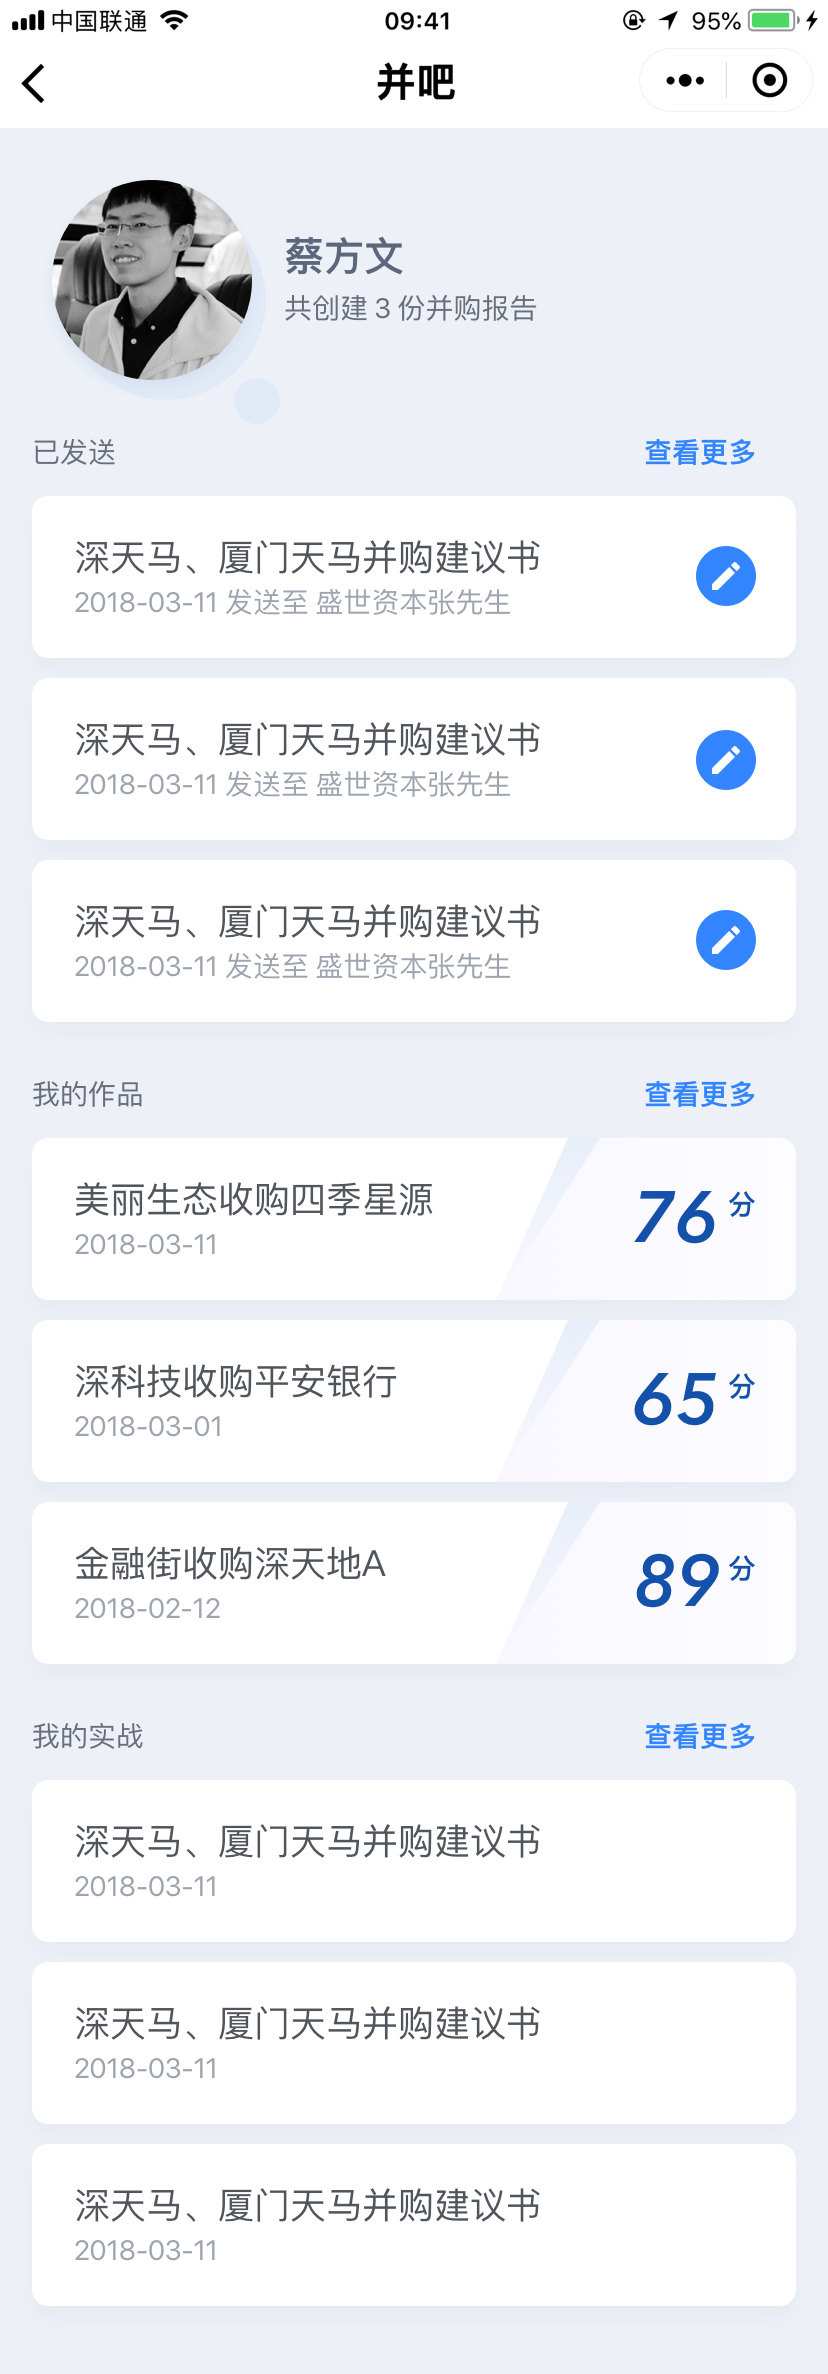 中国联通 09:41 95%
并吧
蔡方文
共创建 3 份并购报告
已发送 查看更多
深天马、厦门天马并购建议书
2018-03-11 发送至 盛世资本张先生
深天马、厦门天马并购建议书
2018-03-11 发送至 盛世资本张先生
深天马、厦门天马并购建议书
2018-03-11 发送至 盛世资本张先生
我的作品 查看更多
美丽生态收购四季星源 76 分
2018-03-11
深科技收购平安银行 65 分
2018-03-01
金融街收购深天地A 89 分
2018-02-12
我的实战 查看更多
深天马、厦门天马并购建议书
2018-03-11
深天马、厦门天马并购建议书
2018-03-11
深天马、厦门天马并购建议书
2018-03-11